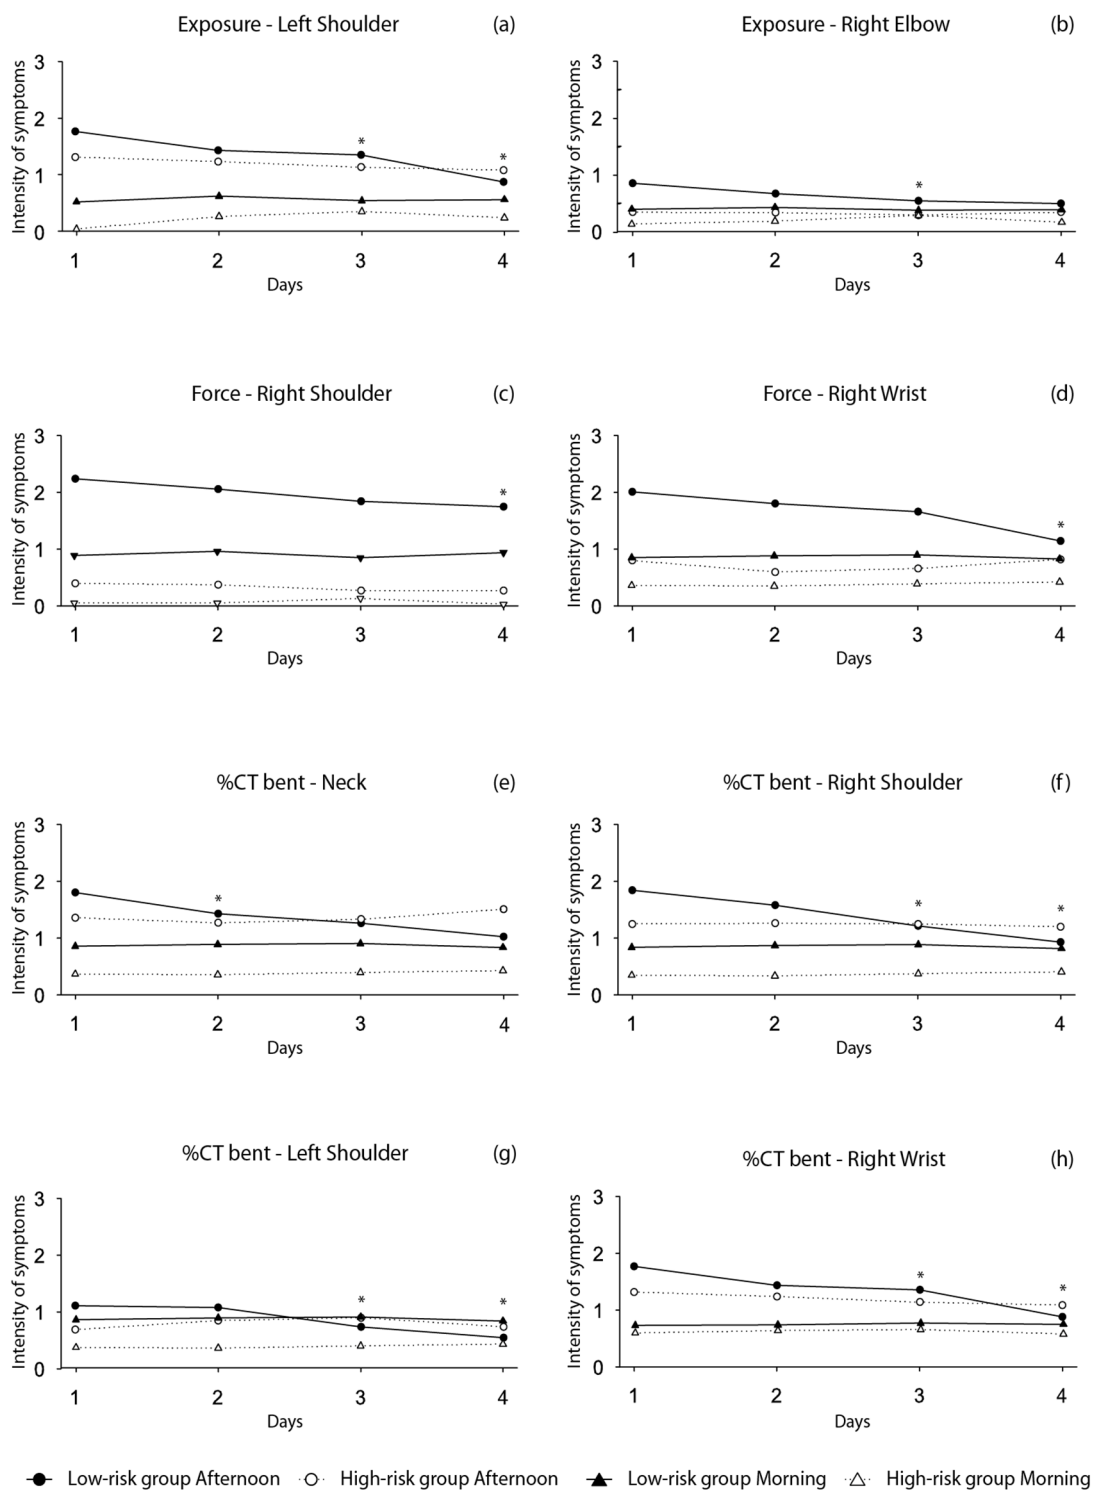 Exposure - Left Shoulder (a)
Intensity of symptoms
3
2
*
*
1
0
1 2 3 4
Days
Exposure - Right Elbow (b)
Intensity of symptoms
3
2
1
*
0
1 2 3 4
Days
Force - Right Shoulder (c)
Intensity of symptoms
3
2
*
1
0
1 2 3 4
Days
Force - Right Wrist (d)
Intensity of symptoms
3
2
*
1
0
1 2 3 4
Days
%CT bent - Neck (e)
Intensity of symptoms
3
2
*
1
0
1 2 3 4
Days
%CT bent - Right Shoulder (f)
Intensity of symptoms
3
2
*
*
1
0
1 2 3 4
Days
%CT bent - Left Shoulder (g)
Intensity of symptoms
3
2
*
*
1
0
1 2 3 4
Days
%CT bent - Right Wrist (h)
Intensity of symptoms
3
2
*
*
1
0
1 2 3 4
Days
Low-risk group Afternoon High-risk group Afternoon Low-risk group Morning High-risk group Morning